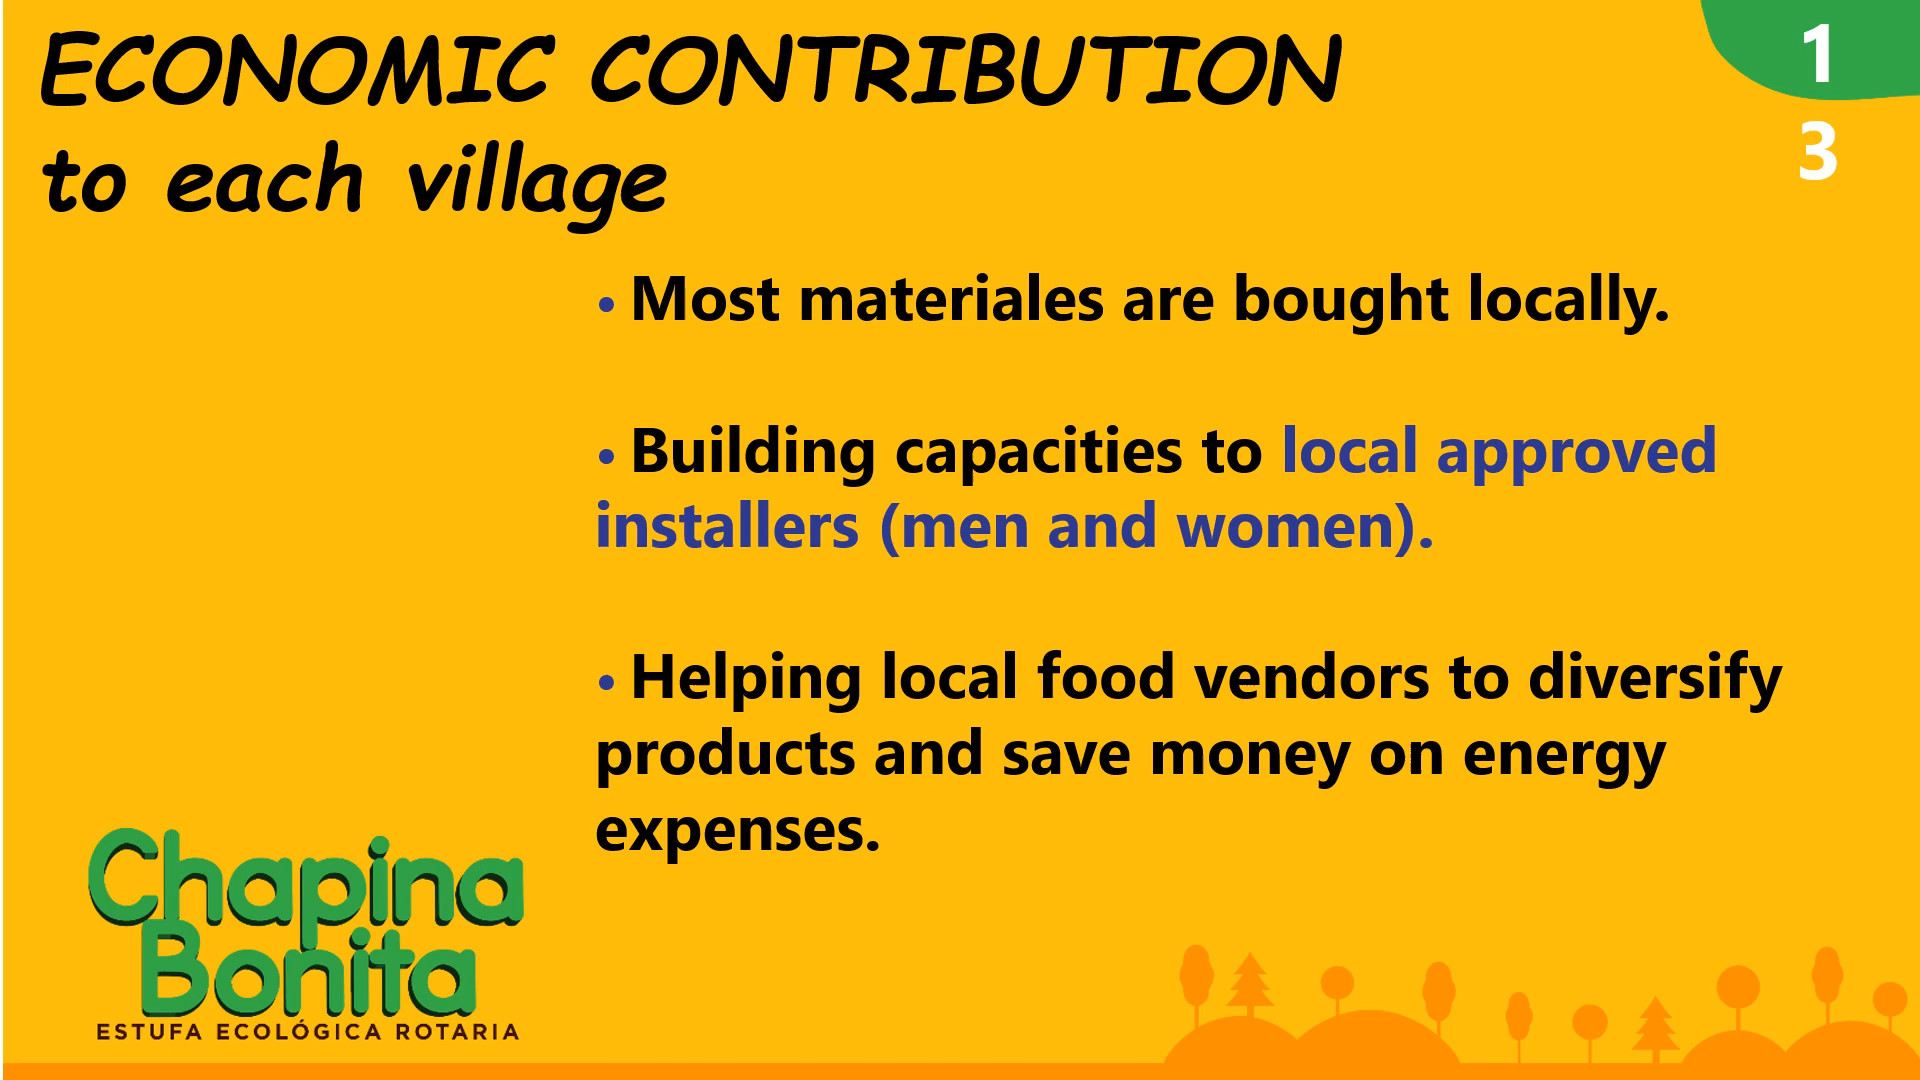 ECONOMIC CONTRIBUTION
to each village
1
3
• Most materiales are bought locally.
• Building capacities to local approved
installers (men and women).
• Helping local food vendors to diversify
products and save money on energy
expenses.
Chapina
Bonita
ESTUFA ECOLÓGICA ROTARIA